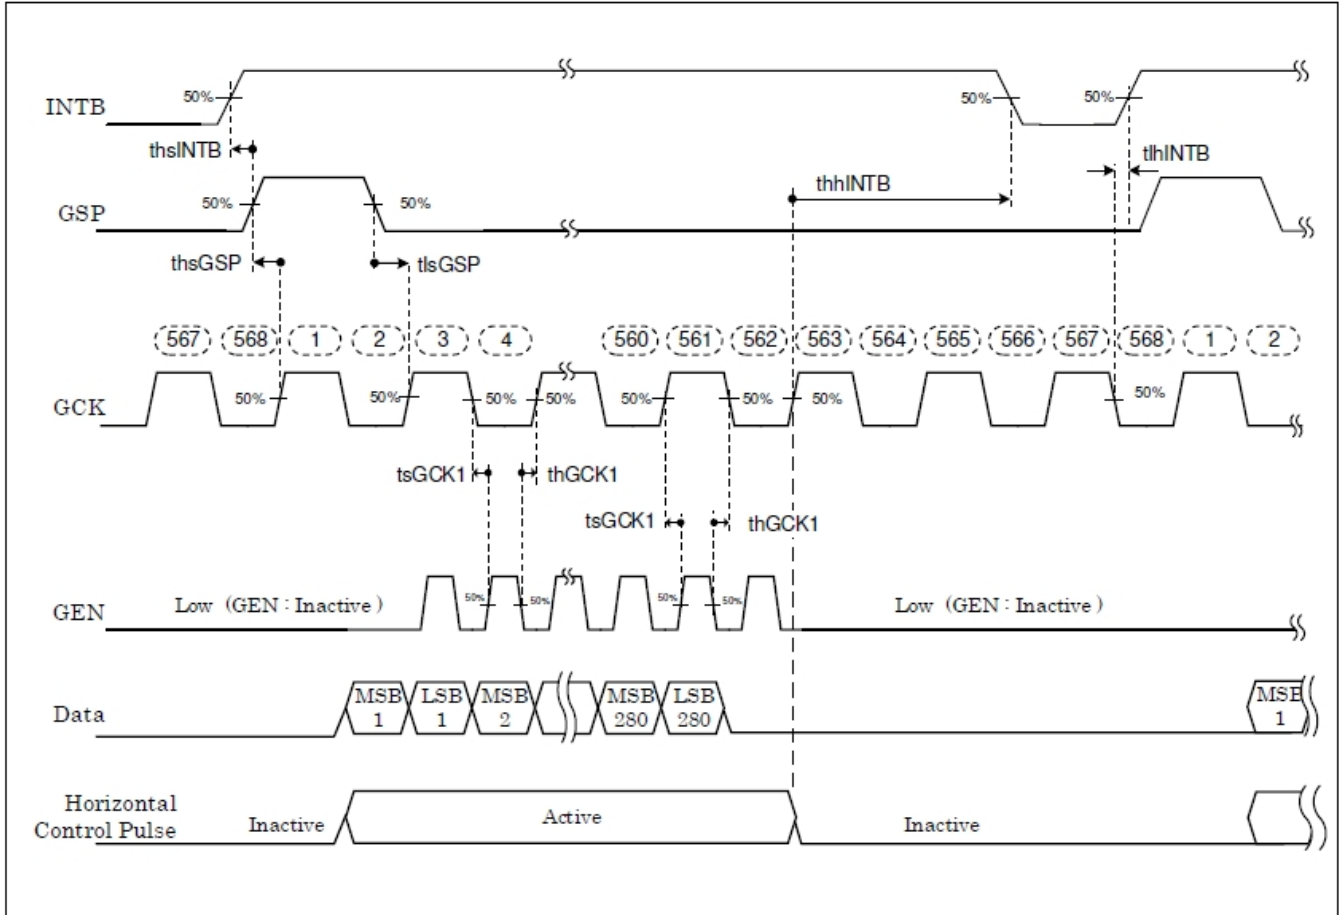 50% 50% 50%
INTB
thsINTB tlhINTB
thhINTB
50% 50%
GSP
thsGSP tlsGSP
567 568 1 2 3 4 560 561 562 563 564 565 566 567 568 1 2
50% 50% 50% 50% 50% 50% 50% 50%
GCK
tsGCK1 thGCK1
tsGCK1 thGCK1
50% 50% 50% 50%
GEN Low (GEN : Inactive ) Low (GEN : Inactive )
Data MSB 1 LSB 1 MSB 2 MSB 280 LSB 280 MSB 1
Horizontal
Control Pulse Inactive Active Inactive